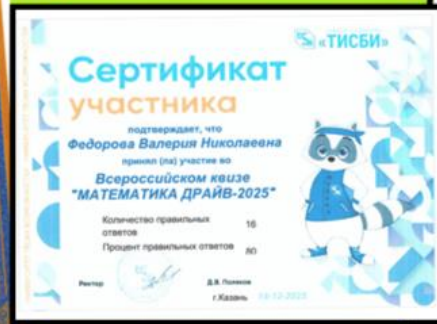 «ТИСБИ»
Сертификат
участника
подтверждает, что
Федорова Валерия Николаевна
принял (ла) участие во
Всероссийском квизе
"МАТЕМАТИКА ДРАЙВ-2025"
Количество правильных 16
ответов
Процент правильных ответов 80
Ректор Д.В. Поляков
г.Казань